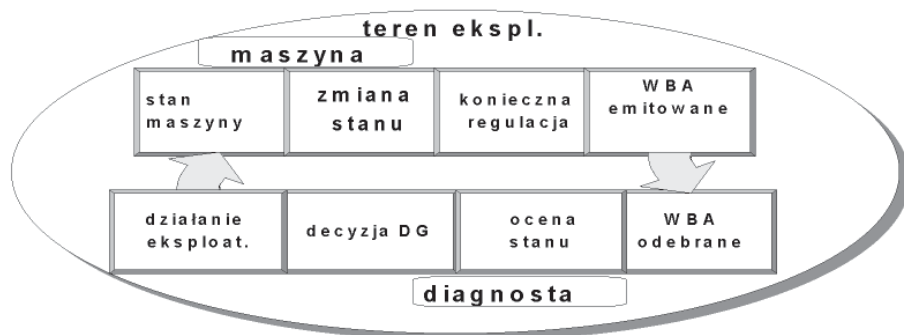 teren ekspl.
maszyna
stan
maszyny
zmiana
stanu
konieczna
regulacja
WBA
emitowane
działanie
eksploat.
decyzja DG
ocena
stanu
WBA
odebrane
diagnosta